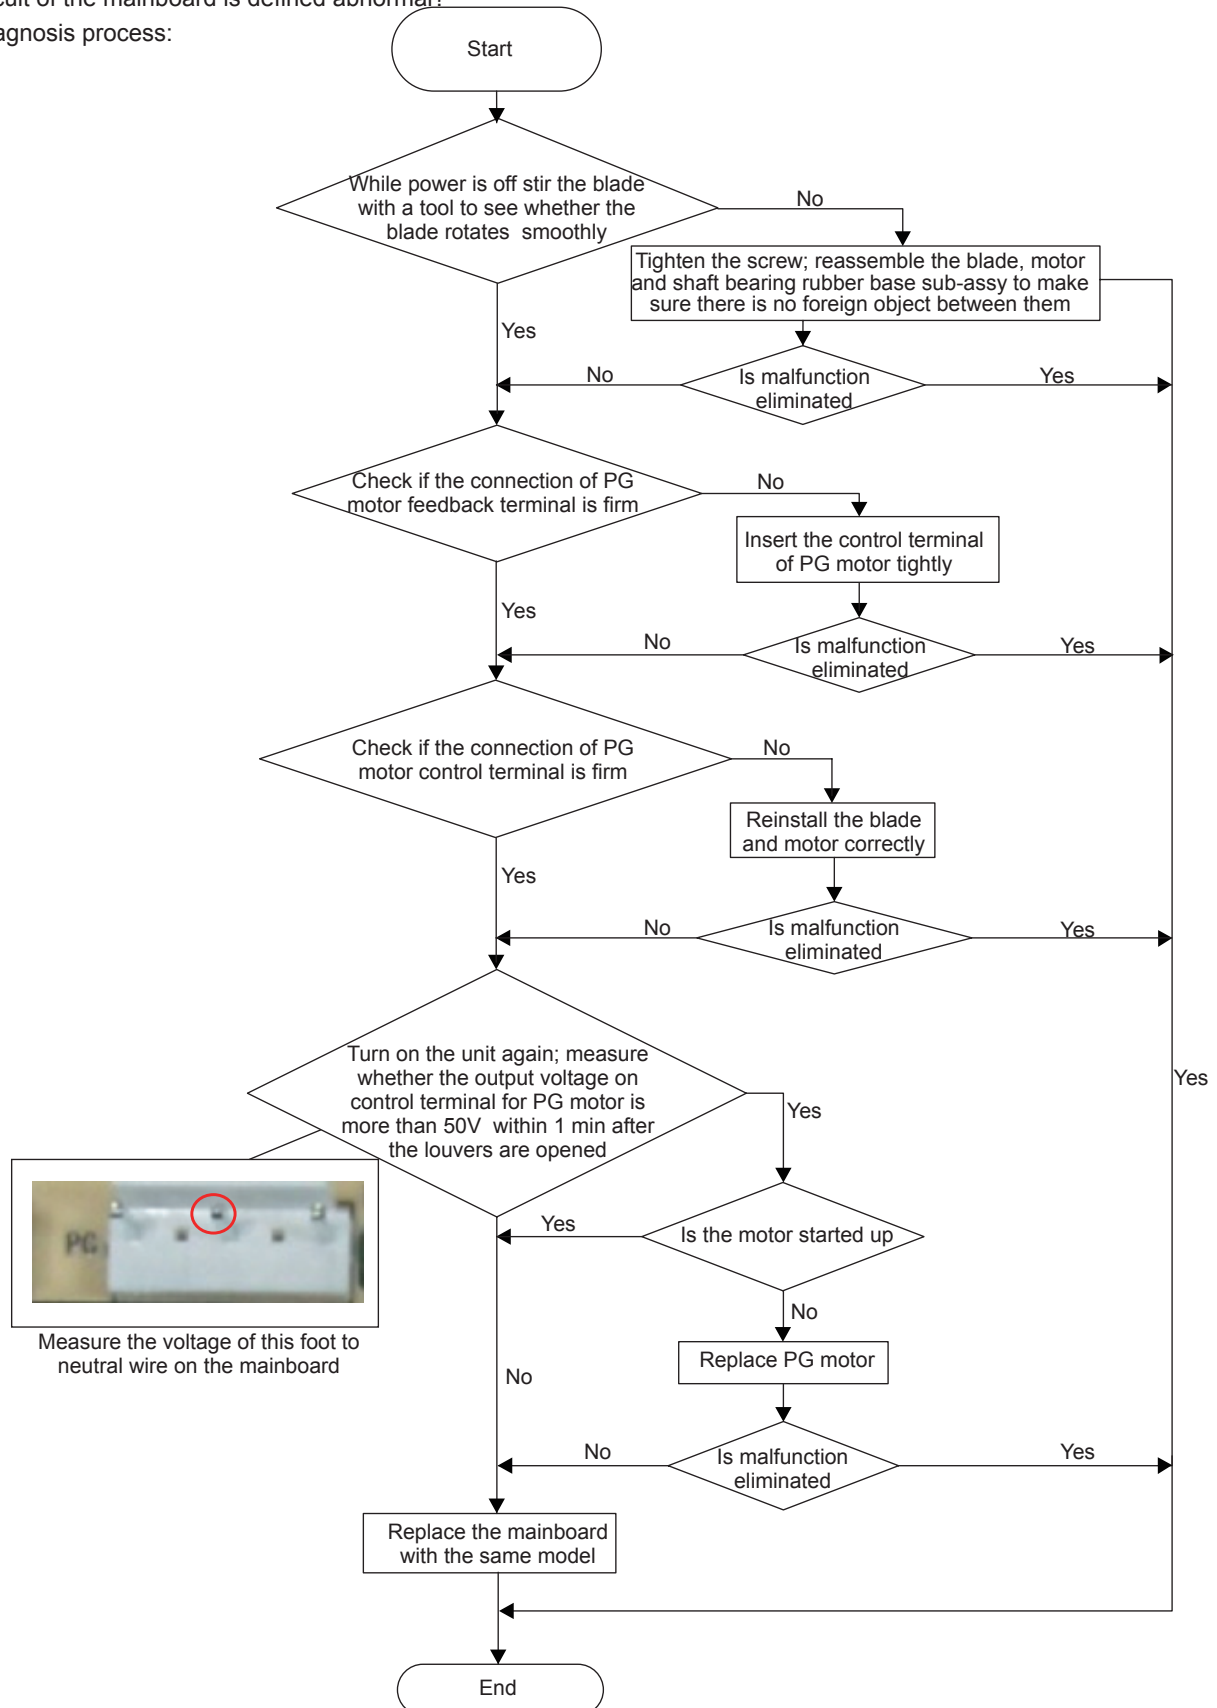 cuit of the mainboard is defined abnormal?
agnosis process:
Start
While power is off stir the blade
with a tool to see whether the
blade rotates smoothly
No
Tighten the screw; reassemble the blade, motor
and shaft bearing rubber base sub-assy to make
sure there is no foreign object between them
Yes
No
Is malfunction
eliminated
Yes
Check if the connection of PG
motor feedback terminal is firm
No
Insert the control terminal
of PG motor tightly
Yes
No
Is malfunction
eliminated
Yes
Check if the connection of PG
motor control terminal is firm
No
Reinstall the blade
and motor correctly
Yes
No
Is malfunction
eliminated
Yes
Turn on the unit again; measure
whether the output voltage on
control terminal for PG motor is
more than 50V within 1 min after
the louvers are opened
Yes
Yes
PG
Yes
Is the motor started up
No
Measure the voltage of this foot to
neutral wire on the mainboard
Replace PG motor
No
No
Is malfunction
eliminated
Yes
Replace the mainboard
with the same model
End